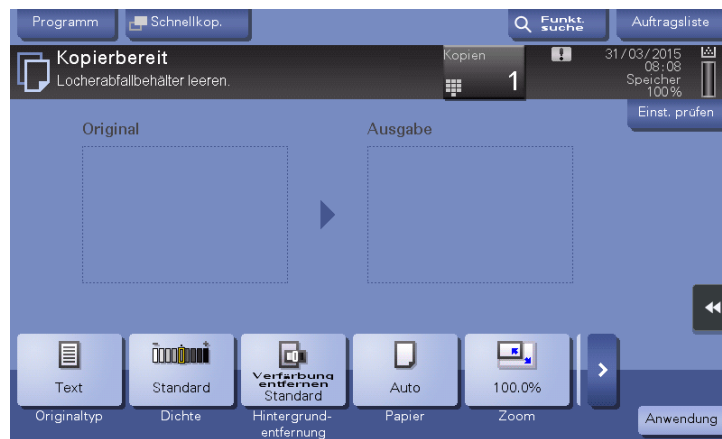 Programm
Schnellkop.
Funkt.
suche
Auftragsliste
Kopierbereit
Locherabfallbehälter leeren.
Kopien
1
31/03/2015
08:08
Speicher
100%
Einst. prüfen
Original
Ausgabe
Text
Standard
Verfärbung
entfernen
Standard
Auto
100.0%
Originaltyp
Dichte
Hintergrund-
entfernung
Papier
Zoom
Anwendung